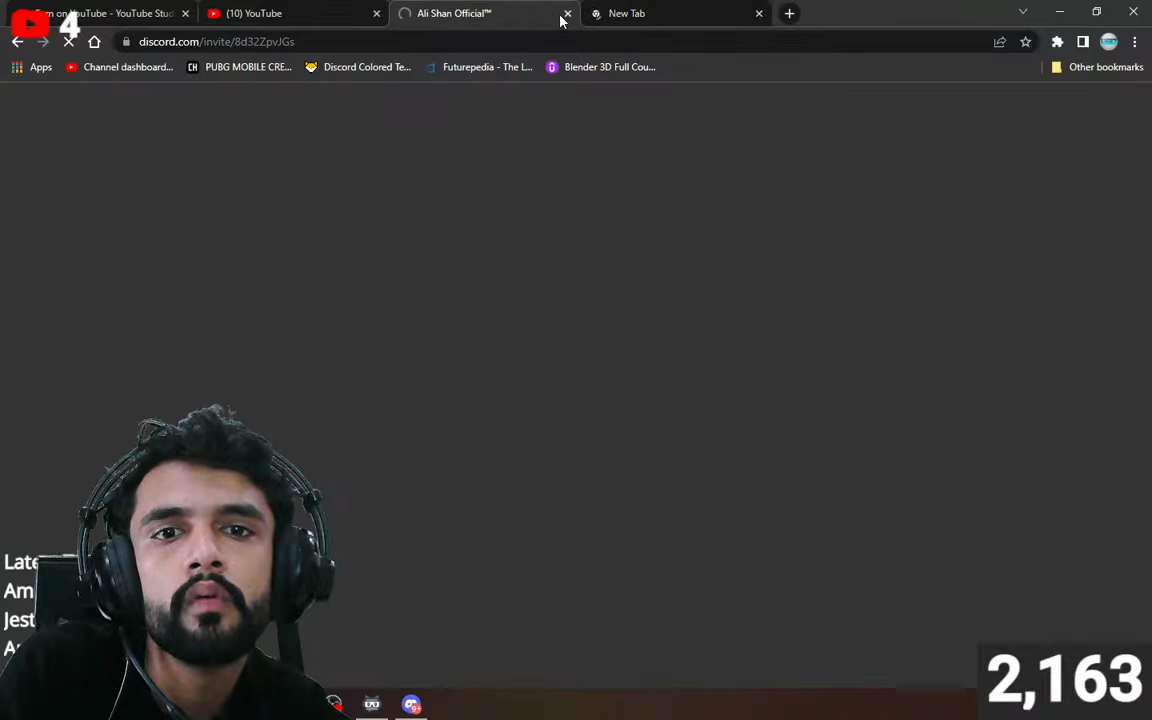 Earn on YouTube - YouTube Stud
(10) YouTube
Ali Shan Official™
New Tab
4
discord.com/invite/8d32ZpvJGs
Apps
Channel dashboard...
PUBG MOBILE CRE...
Discord Colored Te...
Futurepedia - The L...
Blender 3D Full Cou...
Other bookmarks
Late
Am
Jest
9+
2,163